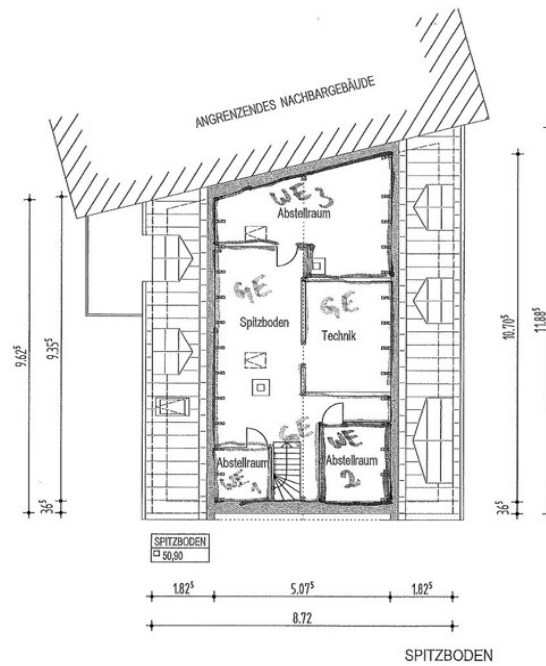 ANGRENZENDES NACHBARGEBÄUDE
WE 3
Abstellraum
GE
Spitzboden
GE
Technik
GE
Abstellraum
WE 1
WE
Abstellraum
2
9.62⁵
9.35⁵
36⁵
10.70⁵
11.88⁵
36⁵
SPITZBODEN
50,90
1.82⁵
5.07⁵
1.82⁵
8.72
SPITZBODEN